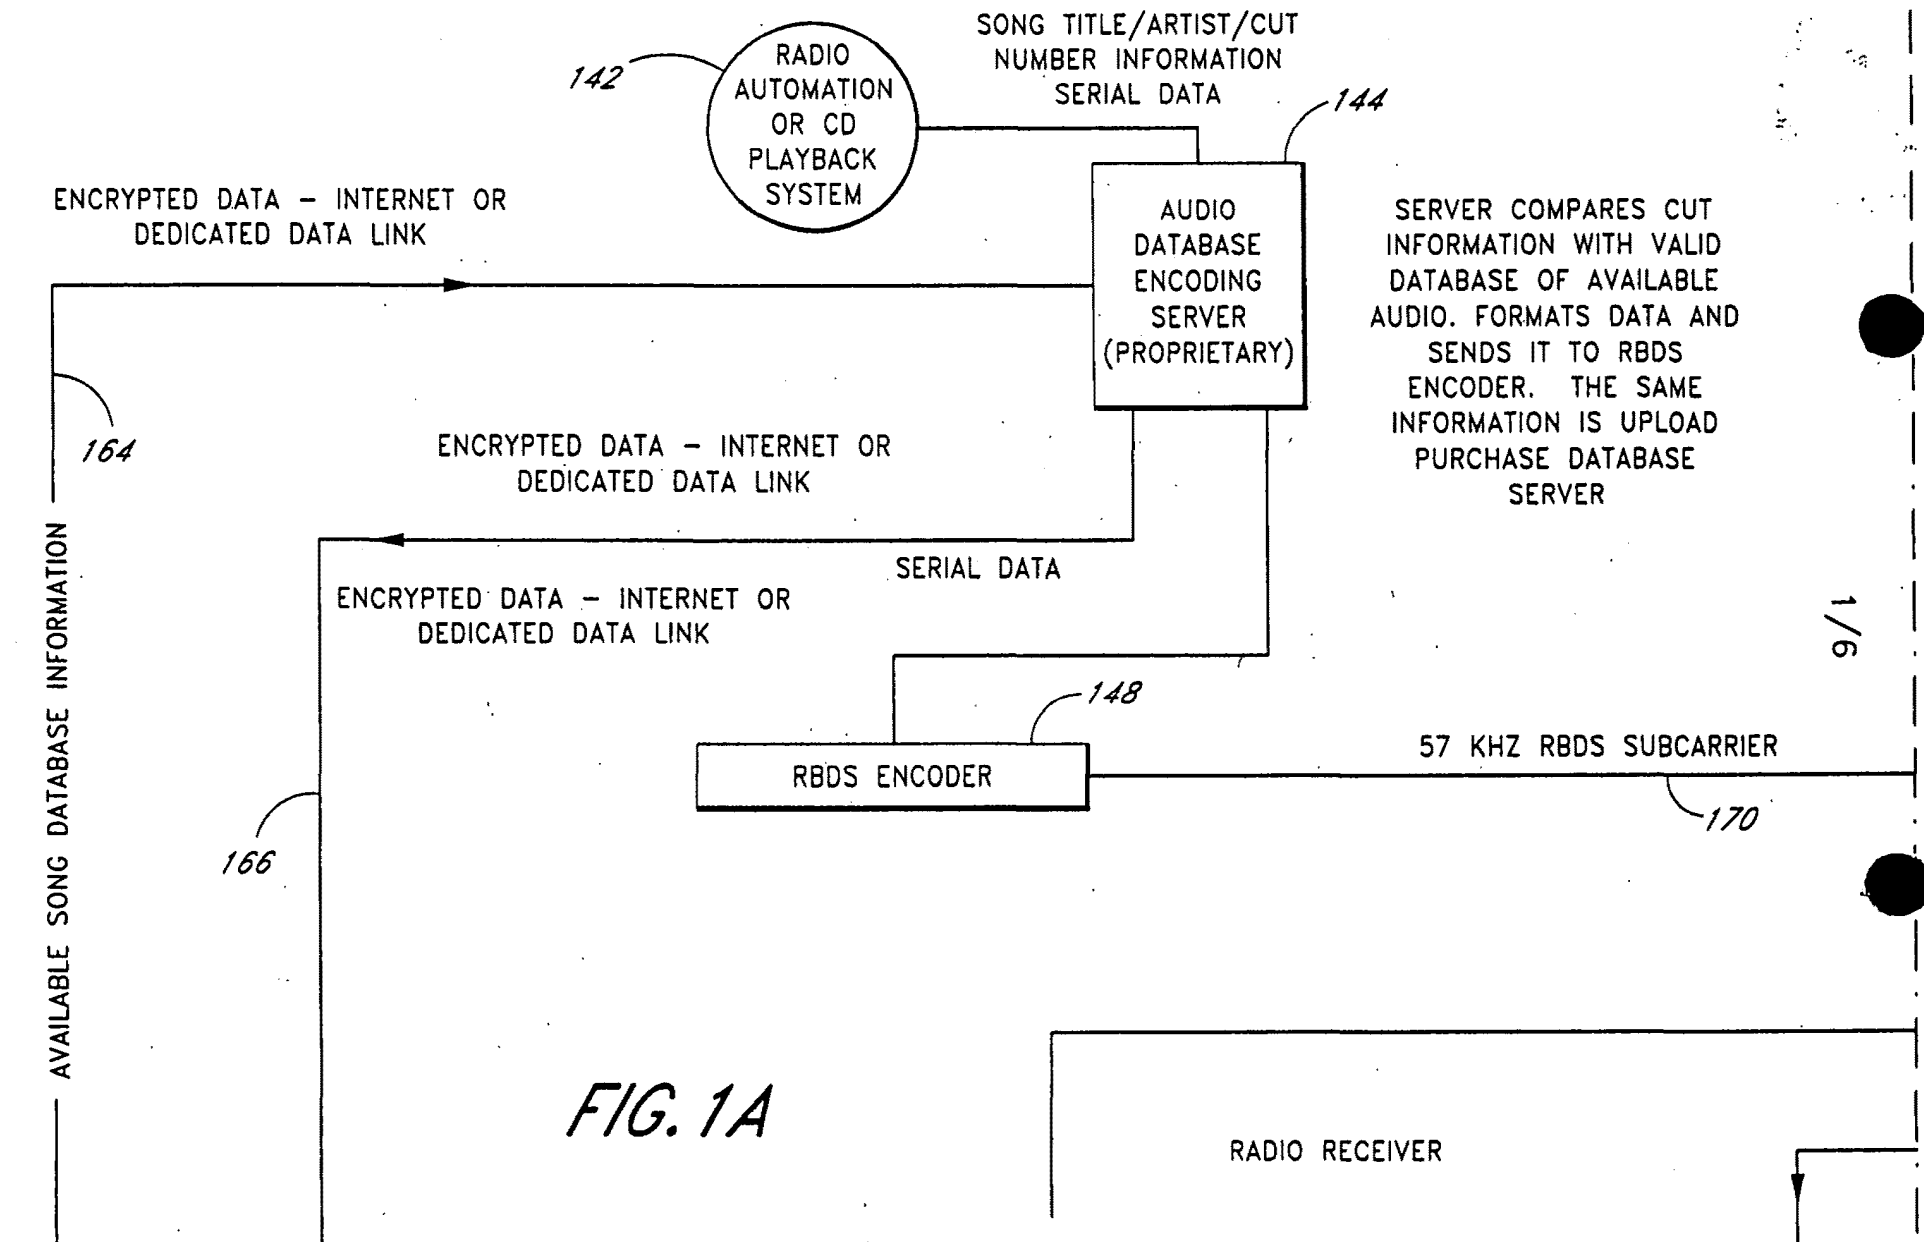 SONG TITLE/ARTIST/CUT
NUMBER INFORMATION
SERIAL DATA
142
RADIO
AUTOMATION
OR CD
PLAYBACK
SYSTEM
144
ENCRYPTED DATA – INTERNET OR
DEDICATED DATA LINK
AUDIO
DATABASE
ENCODING
SERVER
(PROPRIETARY)
SERVER COMPARES CUT
INFORMATION WITH VALID
DATABASE OF AVAILABLE
AUDIO. FORMATS DATA AND
SENDS IT TO RBDS
ENCODER. THE SAME
INFORMATION IS UPLOAD
PURCHASE DATABASE
SERVER
164
ENCRYPTED DATA – INTERNET OR
DEDICATED DATA LINK
SERIAL DATA
ENCRYPTED DATA – INTERNET OR
DEDICATED DATA LINK
AVAILABLE SONG DATABASE INFORMATION
1/6
148
RBDS ENCODER
57 KHZ RBDS SUBCARRIER
170
166
FIG. 1A
RADIO RECEIVER